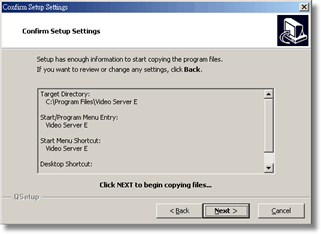 Confirm Setup Settings
Confirm Setup Settings
Setup has enough information to start copying the program files.
If you want to review or change any settings, click Back.
Target Directory:
C:\Program Files\Video Server E
Start/Program Menu Entry:
Video Server E
Start Menu Shortcut:
Video Server E
Desktop Shortcut:
Click NEXT to begin copying files...
QSetup
< Back
Next >
Cancel